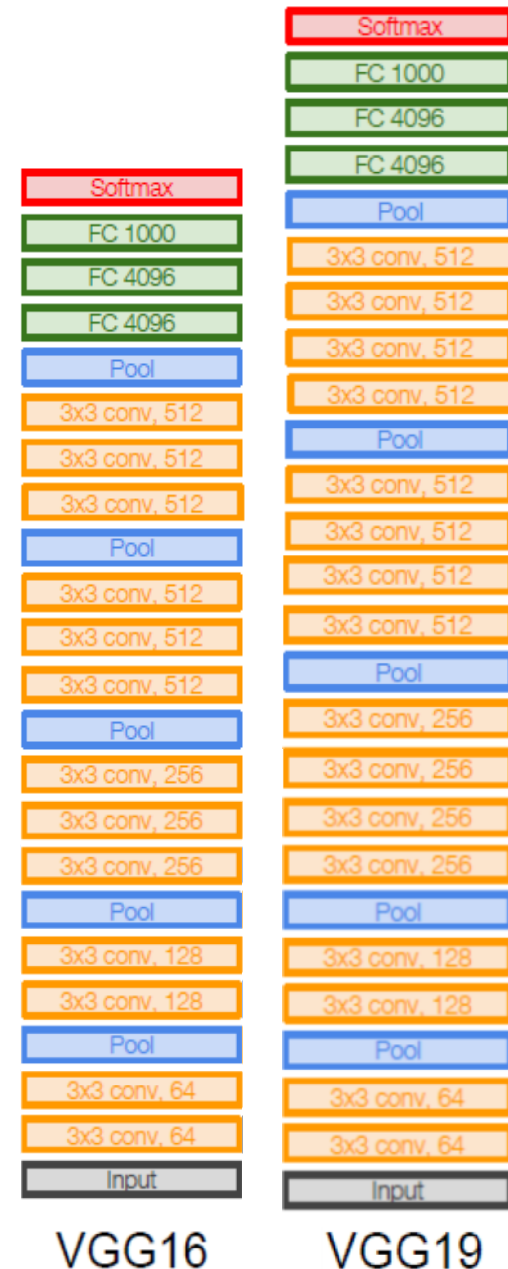 Softmax
FC 1000
FC 4096
FC 4096
Pool
3x3 conv, 512
3x3 conv, 512
3x3 conv, 512
Pool
3x3 conv, 512
3x3 conv, 512
3x3 conv, 512
Pool
3x3 conv, 256
3x3 conv, 256
3x3 conv, 256
Pool
3x3 conv, 128
3x3 conv, 128
Pool
3x3 conv, 64
3x3 conv, 64
Input
VGG16
Softmax
FC 1000
FC 4096
FC 4096
Pool
3x3 conv, 512
3x3 conv, 512
3x3 conv, 512
3x3 conv, 512
Pool
3x3 conv, 512
3x3 conv, 512
3x3 conv, 512
3x3 conv, 512
Pool
3x3 conv, 256
3x3 conv, 256
3x3 conv, 256
3x3 conv, 256
Pool
3x3 conv, 128
3x3 conv, 128
Pool
3x3 conv, 64
3x3 conv, 64
Input
VGG19